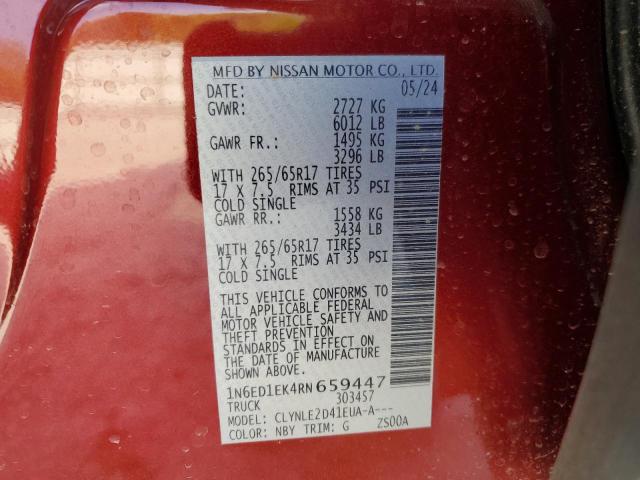 MFD BY NISSAN MOTOR CO., LTD.
DATE: 05/24
GVWR: 2727 KG
6012 LB
GAWR FR.: 1495 KG
3296 LB
WITH 265/65R17 TIRES
17 X 7.5 RIMS AT 35 PSI
COLD SINGLE
GAWR RR.: 1558 KG
3434 LB
WITH 265/65R17 TIRES
17 X 7.5 RIMS AT 35 PSI
COLD SINGLE
THIS VEHICLE CONFORMS TO
ALL APPLICABLE FEDERAL
MOTOR VEHICLE SAFETY AND
THEFT PREVENTION
STANDARDS IN EFFECT ON
THE DATE OF MANUFACTURE
SHOWN ABOVE.
1N6ED1EK4RN659447
TRUCK 303457
MODEL: CLYNLE2D41EUA-A---
COLOR: NBY TRIM: G ZS00A